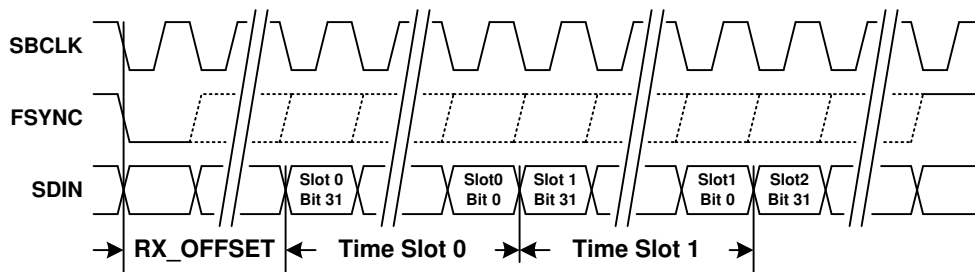 SBCLK
FSYNC
SDIN
Slot 0
Bit 31
Slot0
Bit 0
Slot 1
Bit 31
Slot1
Bit 0
Slot2
Bit 31
RX_OFFSET
Time Slot 0
Time Slot 1